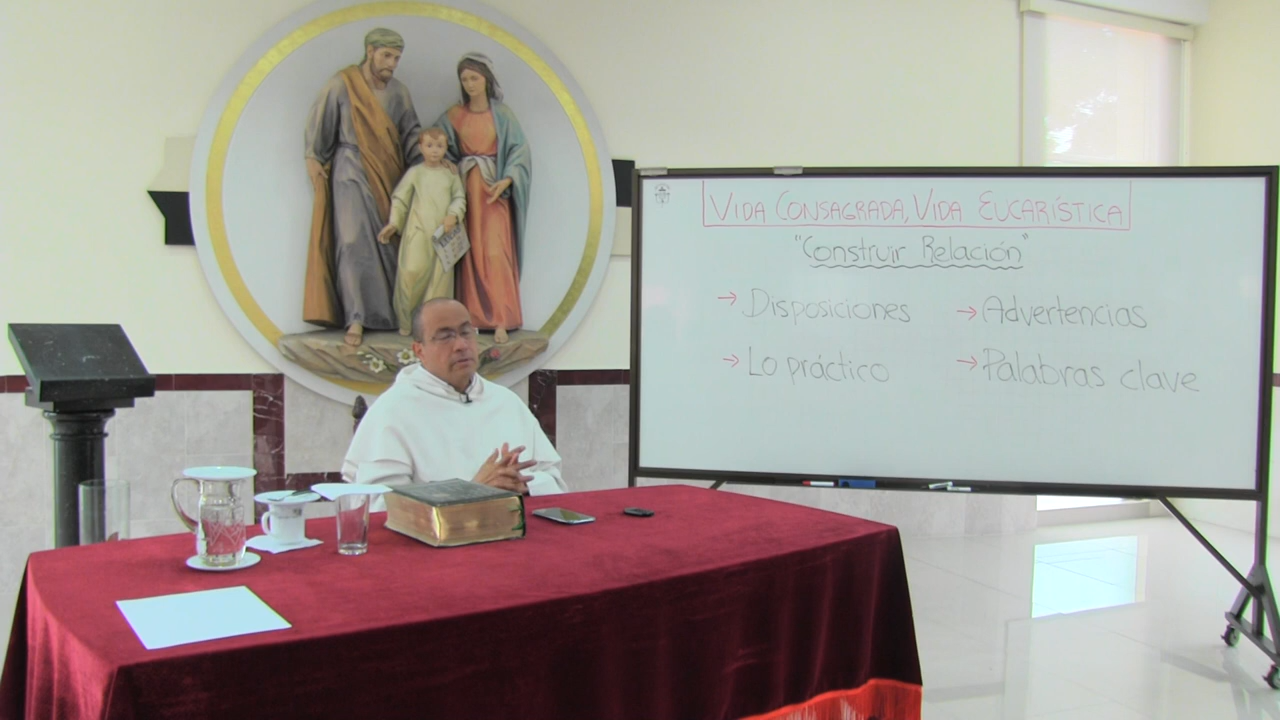 VIDA CONSAGRADA, VIDA EUCARÍSTICA
"Construir Relación"
→ Disposiciones → Advertencias
→ Lo práctico → Palabras clave